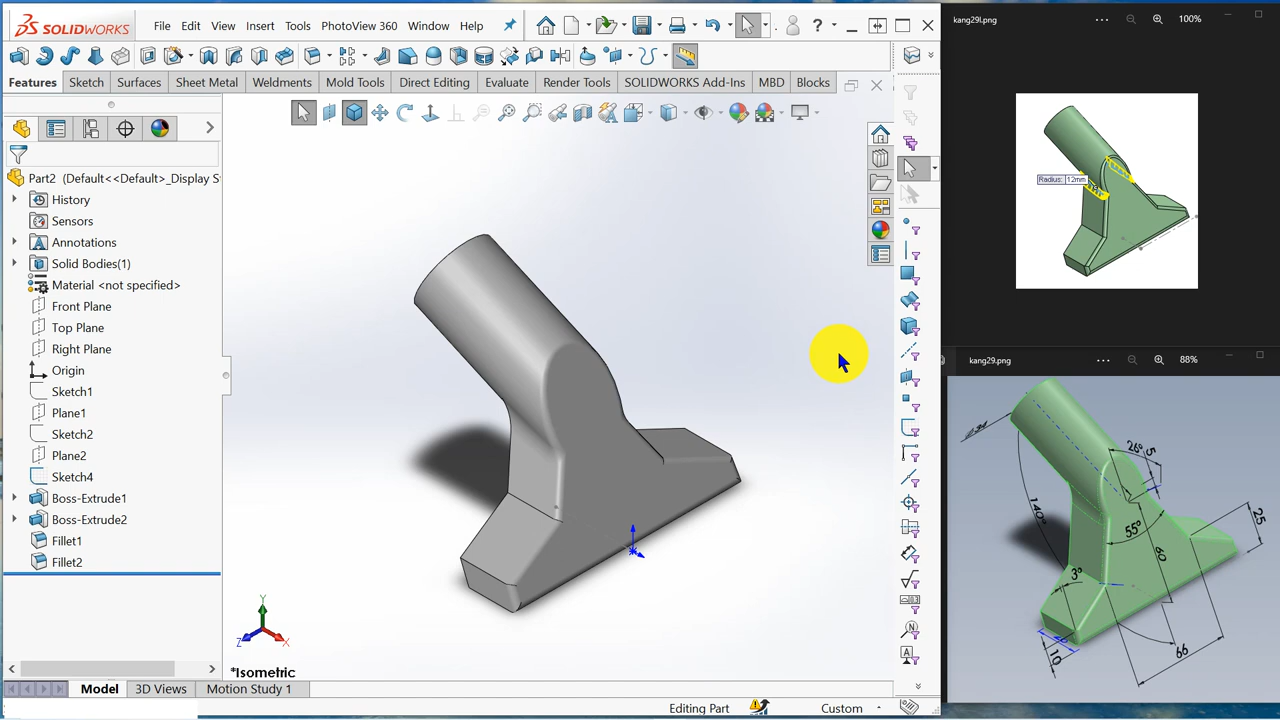 SOLIDWORKS File Edit View Insert Tools PhotoView 360 Window Help
Features Sketch Surfaces Sheet Metal Weldments Mold Tools Direct Editing Evaluate Render Tools SOLIDWORKS Add-Ins MBD Blocks
Part2 (Default<<Default>_Display S
History
Sensors
Annotations
Solid Bodies(1)
Material <not specified>
Front Plane
Top Plane
Right Plane
Origin
Sketch1
Plane1
Sketch2
Plane2
Sketch4
Boss-Extrude1
Boss-Extrude2
Fillet1
Fillet2
Y
Z
X
*Isometric
Model 3D Views Motion Study 1
Editing Part Custom
kang29l.png
100%
Radius: 12mm
kang29.png
88%
26°
5
140°
55°
25
60
3°
10
66